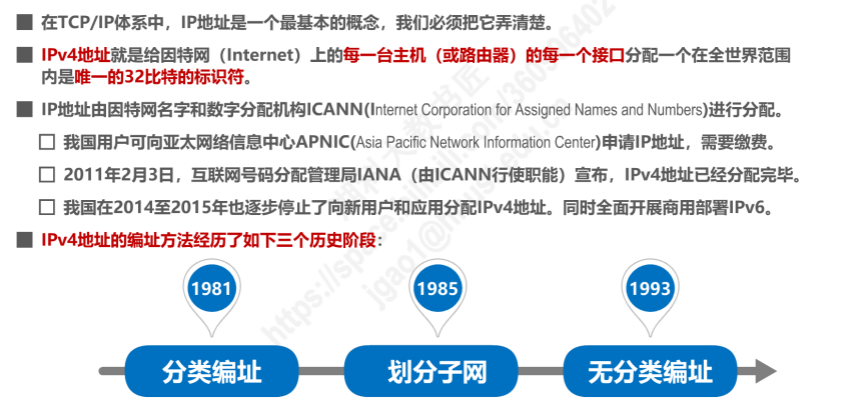 在TCP/IP体系中，IP地址是一个最基本的概念，我们必须把它弄清楚。
IPv4地址就是给因特网（Internet）上的每一台主机（或路由器）的每一个接口分配一个在全世界范围
内是唯一的32比特的标识符。
IP地址由因特网名字和数字分配机构ICANN(Internet Corporation for Assigned Names and Numbers)进行分配。
我国用户可向亚太网络信息中心APNIC(Asia Pacific Network Information Center)申请IP地址，需要缴费。
2011年2月3日，互联网号码分配管理局IANA（由ICANN行使职能）宣布，IPv4地址已经分配完毕。
我国在2014至2015年也逐步停止了向新用户和应用分配IPv4地址。同时全面开展商用部署IPv6。
IPv4地址的编址方法经历了如下三个历史阶段：
1981 1985 1993
分类编址 划分子网 无分类编址